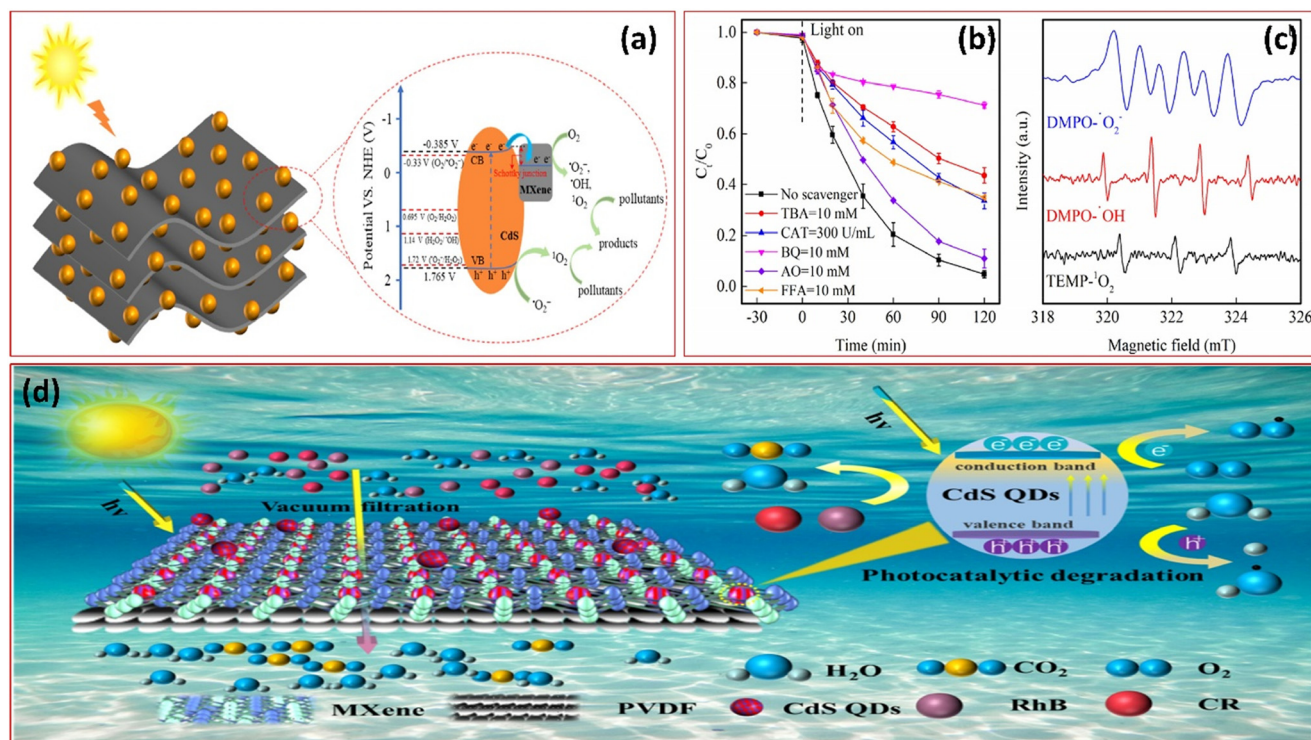 (a)
Potential VS. NHE (V)
-1
0
1
2
-0.385 V
-0.33 V (O₂/•O₂⁻)
0.695 V (O₂/H₂O₂)
1.14 V (H₂O₂/•OH)
1.72 V (•O₂⁻/¹O₂)
1.765 V
e⁻ e⁻ e⁻
CB
Schottky junction
e⁻ e⁻
MXene
CdS
VB
h⁺ h⁺ h⁺
O₂
•O₂⁻,
•OH,
¹O₂
pollutants
products
¹O₂
pollutants
•O₂⁻
(b)
Light on
Cₜ/C₀
1.0
0.8
0.6
0.4
0.2
0.0
No scavenger
TBA=10 mM
CAT=300 U/mL
BQ=10 mM
AO=10 mM
FFA=10 mM
-30 0 30 60 90 120
Time (min)
(c)
Intensity (a.u.)
DMPO-•O₂⁻
DMPO-•OH
TEMP-¹O₂
318 320 322 324 326
Magnetic field (mT)
(d)
hv
Vacuum filtration
hv
e⁻ e⁻ e⁻
conduction band
CdS QDs
valence band
h⁺ h⁺ h⁺
e⁻
h⁺
Photocatalytic degradation
H₂O
CO₂
O₂
MXene
PVDF
CdS QDs
RhB
CR